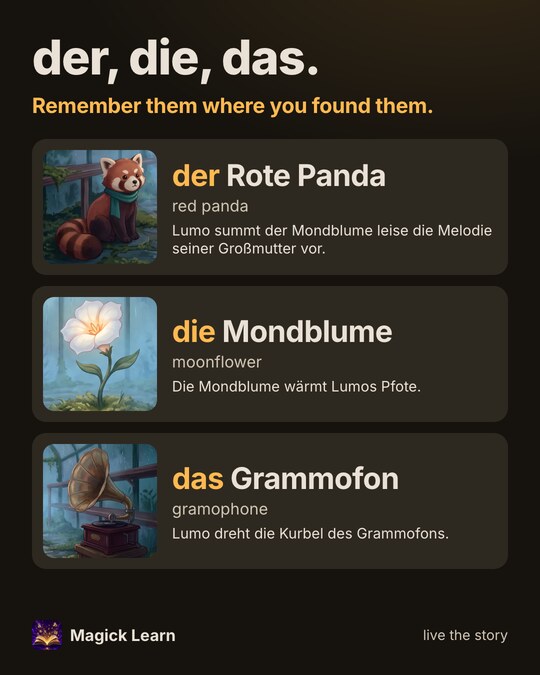 der, die, das.
Remember them where you found them.
der Rote Panda
red panda
Lumo summt der Mondblume leise die Melodie
seiner Großmutter vor.
die Mondblume
moonflower
Die Mondblume wärmt Lumos Pfote.
das Grammofon
gramophone
Lumo dreht die Kurbel des Grammofons.
Magick Learn
live the story